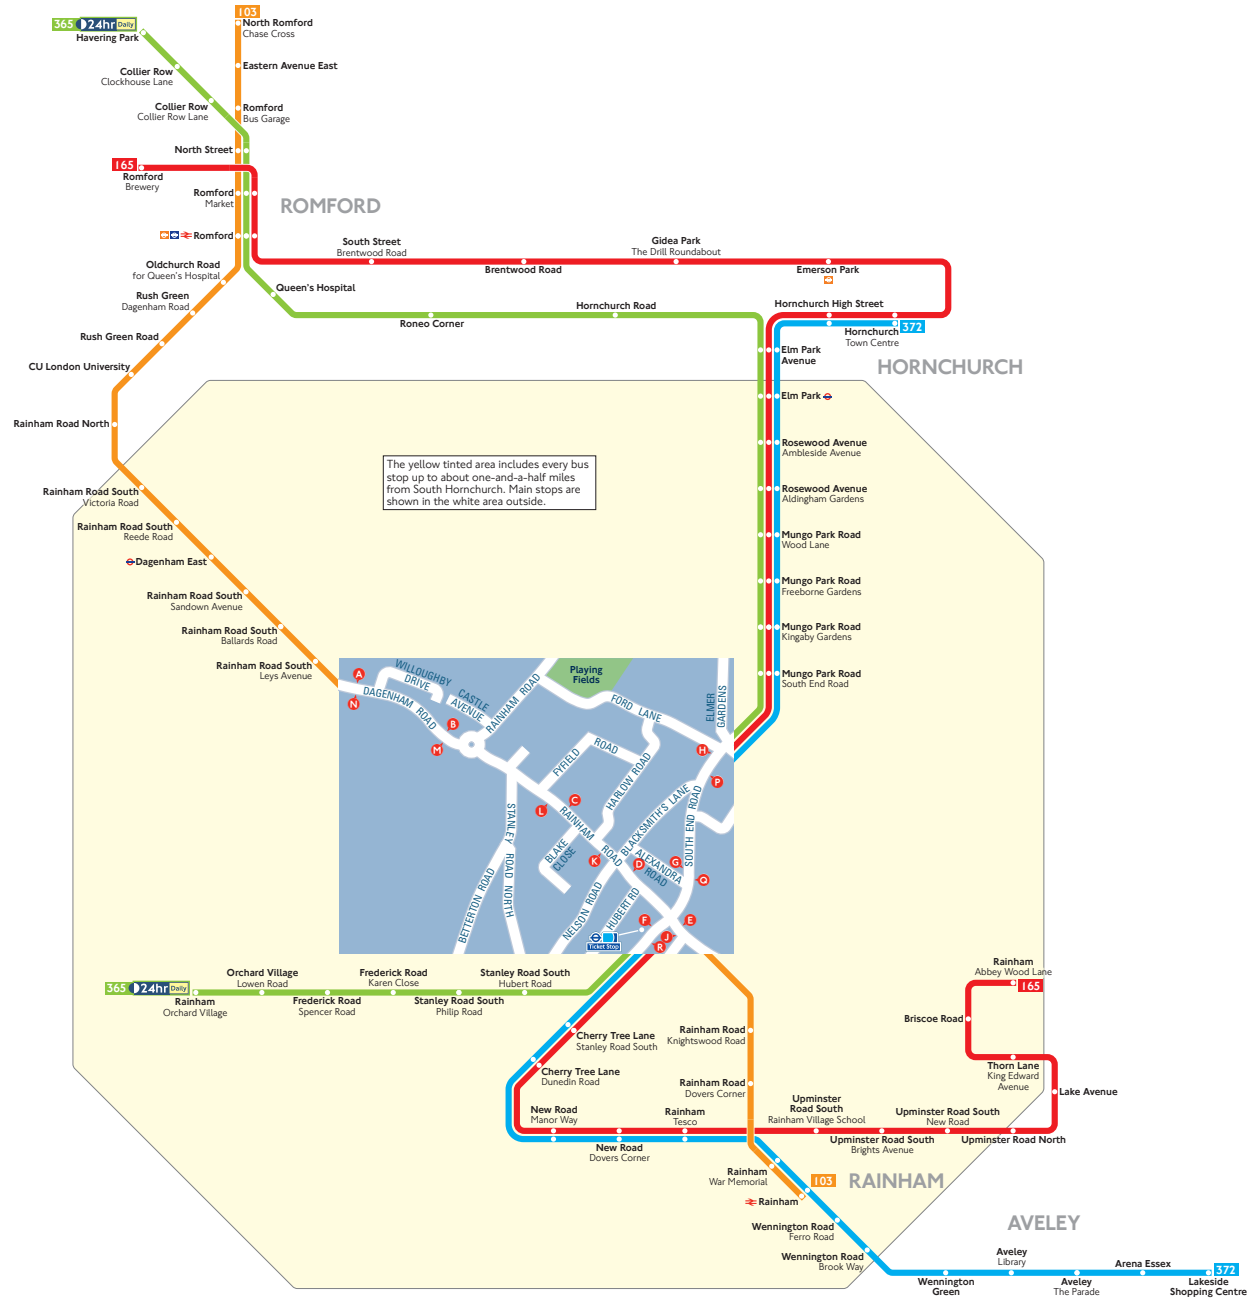 365 24hr Daily
Havering Park
Collier Row
Clockhouse Lane
Collier Row
Collier Row Lane
103
North Romford
Chase Cross
Eastern Avenue East
Romford
Bus Garage
North Street
165
Romford
Brewery
Romford
Market
ROMFORD
Romford
Oldchurch Road
for Queen's Hospital
Rush Green
Dagenham Road
Rush Green Road
CU London University
Rainham Road North
Queen's Hospital
South Street
Brentwood Road
Brentwood Road
Gidea Park
The Drill Roundabout
Emerson Park
Roneo Corner
Hornchurch Road
Hornchurch High Street
Hornchurch
Town Centre
372
HORNCHURCH
Elm Park
Avenue
Elm Park
Rosewood Avenue
Ambleside Avenue
Rosewood Avenue
Aldingham Gardens
Mungo Park Road
Wood Lane
Mungo Park Road
Freeborne Gardens
Mungo Park Road
Kingaby Gardens
Mungo Park Road
South End Road
The yellow tinted area includes every bus
stop up to about one-and-a-half miles
from South Hornchurch. Main stops are
shown in the white area outside.
Rainham Road South
Victoria Road
Rainham Road South
Reede Road
Dagenham East
Rainham Road South
Sandown Avenue
Rainham Road South
Ballards Road
Rainham Road South
Leys Avenue
A
N
WILLOUGHBY
DRIVE
CASTLE
AVENUE
DAGENHAM ROAD
B
M
RAINHAM ROAD
Playing
Fields
FORD LANE
ELMER
GARDENS
H
P
FYFIELD
ROAD
HARLOW ROAD
L
C
RAINHAM
ROAD
BLAKE
CLOSE
BLACKSMITH'S LANE
SOUTH END ROAD
K
D
ALEXANDRA
ROAD
G
Q
STANLEY ROAD NORTH
BETTERTON ROAD
NELSON ROAD
HUBERT RD
F
E
J
R
Ticket Stop
365 24hr Daily
Rainham
Orchard Village
Orchard Village
Lowen Road
Frederick Road
Spencer Road
Frederick Road
Karen Close
Stanley Road South
Philip Road
Stanley Road South
Hubert Road
Cherry Tree Lane
Stanley Road South
Cherry Tree Lane
Dunedin Road
New Road
Manor Way
New Road
Dovers Corner
Rainham
Tesco
Rainham Road
Knightswood Road
Rainham Road
Dovers Corner
Upminster
Road South
Rainham Village School
Upminster Road South
Brights Avenue
Upminster Road South
New Road
Upminster Road North
Lake Avenue
Thorn Lane
King Edward
Avenue
Briscoe Road
Rainham
Abbey Wood Lane
165
Rainham
War Memorial
Rainham
103
RAINHAM
Wennington Road
Ferro Road
Wennington Road
Brook Way
AVELEY
Wennington
Green
Aveley
Library
Aveley
The Parade
Arena Essex
372
Lakeside
Shopping Centre